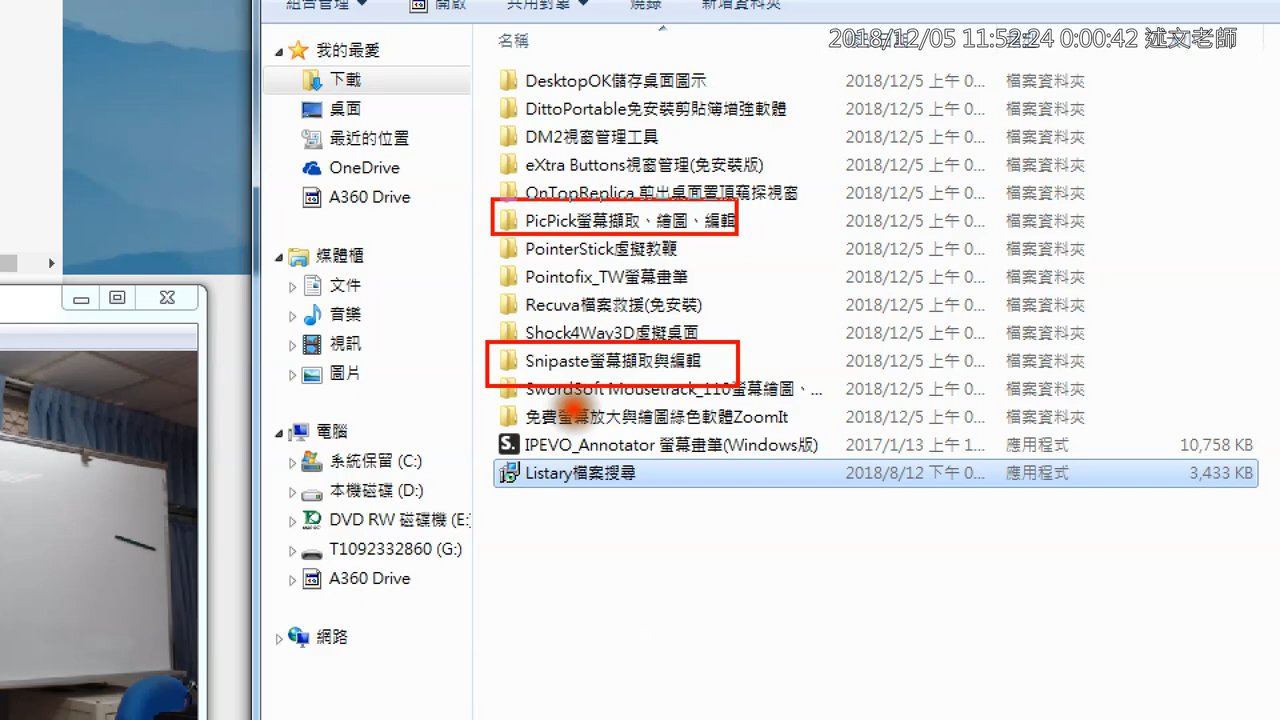 組合管理 開啟 共用對象 燒錄 新增資料夾
2018/12/05 11:52:24 0:00:42 述文老師
名稱
我的最愛
下載
桌面
最近的位置
OneDrive
A360 Drive
媒體櫃
文件
音樂
視訊
圖片
電腦
系統保留 (C:)
本機磁碟 (D:)
DVD RW 磁碟機 (E:)
T1092332860 (G:)
A360 Drive
網路
DesktopOK儲存桌面圖示 2018/12/5 上午 0... 檔案資料夾
DittoPortable免安裝剪貼簿增強軟體 2018/12/5 上午 0... 檔案資料夾
DM2視窗管理工具 2018/12/5 上午 0... 檔案資料夾
eXtra Buttons視窗管理(免安裝版) 2018/12/5 上午 0... 檔案資料夾
OnTopReplica 剪出桌面置頂窺探視窗 2018/12/5 上午 0... 檔案資料夾
PicPick螢幕擷取、繪圖、編輯 2018/12/5 上午 0... 檔案資料夾
PointerStick虛擬教鞭 2018/12/5 上午 0... 檔案資料夾
Pointofix_TW螢幕畫筆 2018/12/5 上午 0... 檔案資料夾
Recuva檔案救援(免安裝) 2018/12/5 上午 0... 檔案資料夾
Shock4Way3D虛擬桌面 2018/12/5 上午 0... 檔案資料夾
Snipaste螢幕擷取與編輯 2018/12/5 上午 0... 檔案資料夾
SwordSoft Mousetrack_110螢幕繪圖、... 2018/12/5 上午 0... 檔案資料夾
免費螢幕放大與繪圖綠色軟體ZoomIt 2018/12/5 上午 0... 檔案資料夾
IPEVO_Annotator 螢幕畫筆(Windows版) 2017/1/13 上午 1... 應用程式 10,758 KB
Listary檔案搜尋 2018/8/12 下午 0... 應用程式 3,433 KB